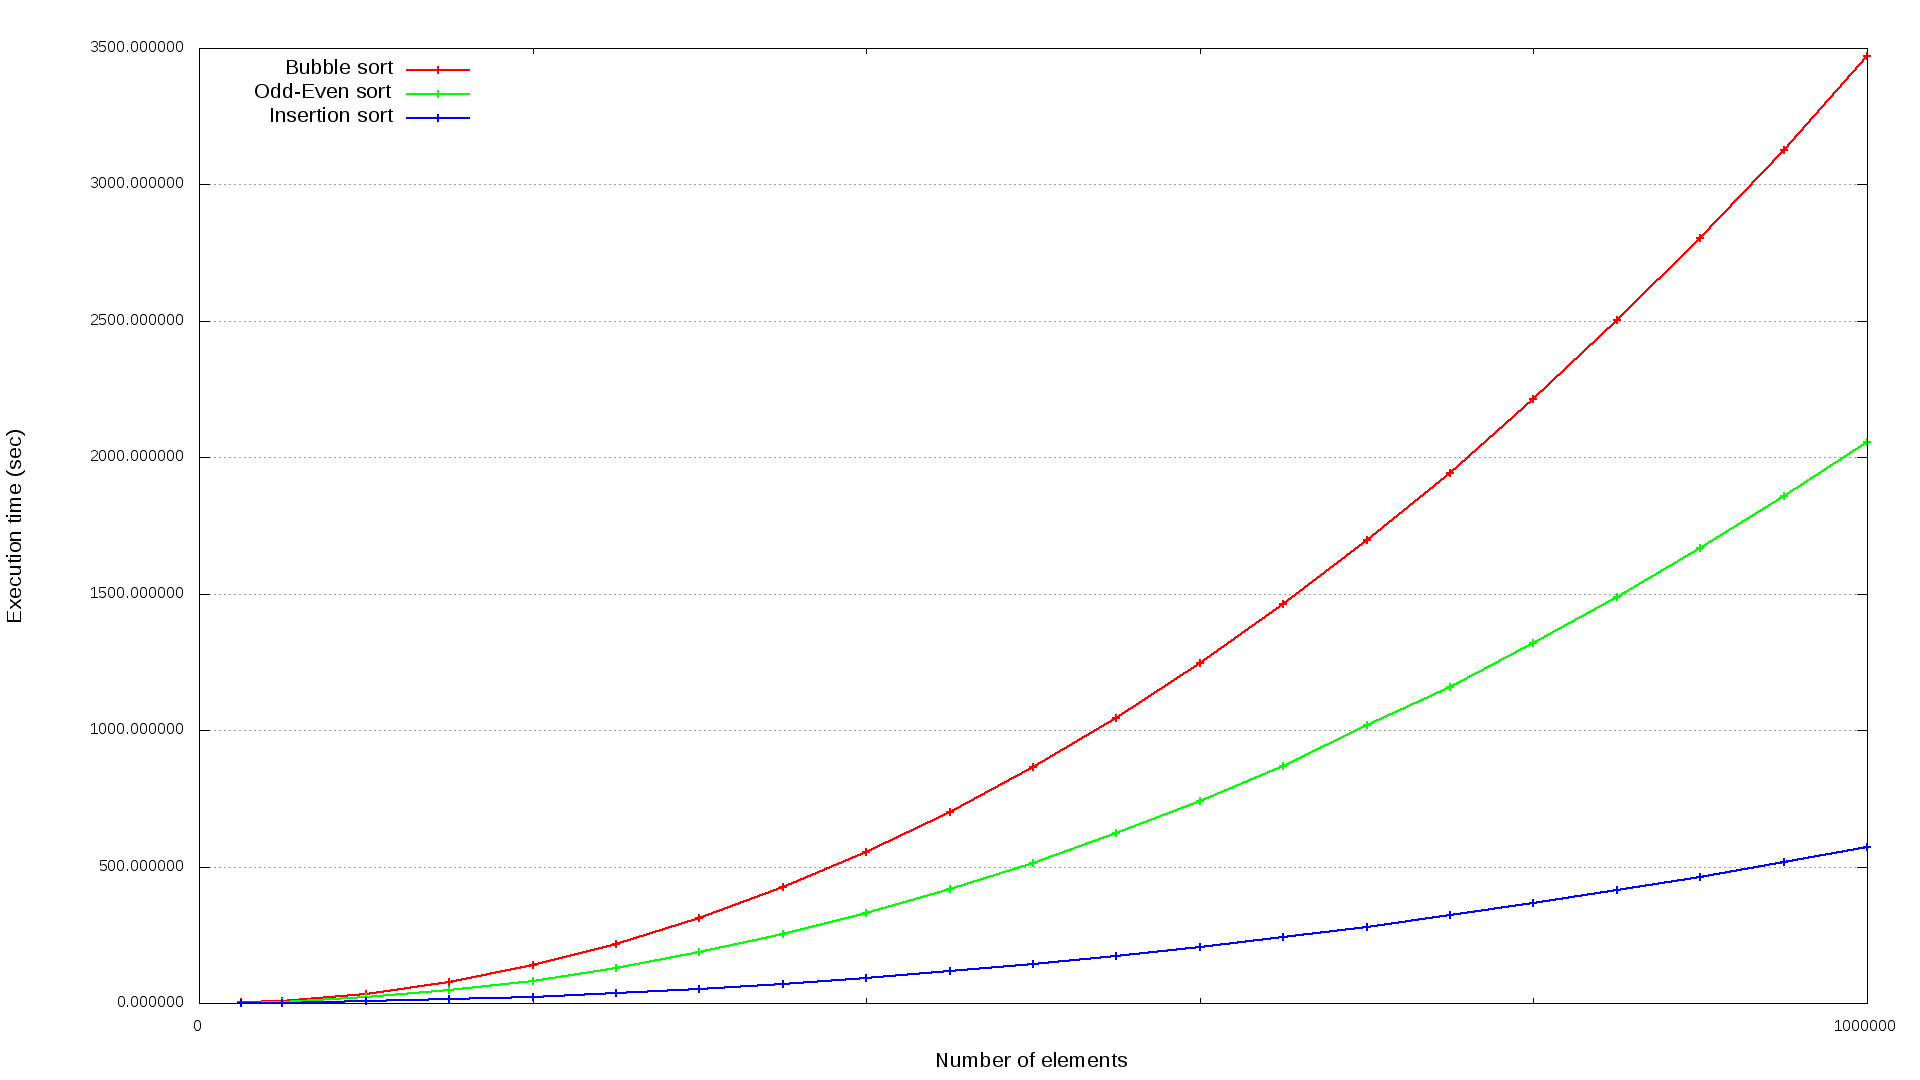 3500.000000
Bubble sort
Odd-Even sort
Insertion sort
3000.000000
2500.000000
2000.000000
1500.000000
1000.000000
500.000000
0.000000
0
1000000
Number of elements
Execution time (sec)